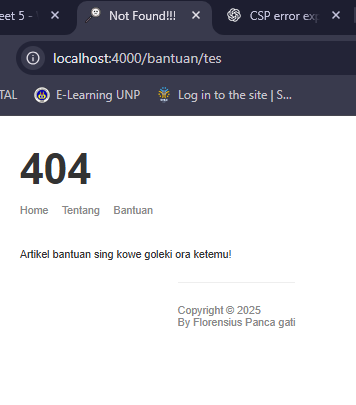 eet 5 -
Not Found!!!
CSP error exp
localhost:4000/bantuan/tes
TAL
E-Learning UNP
Log in to the site | S...
404
Home Tentang Bantuan
Artikel bantuan sing kowe goleki ora ketemu!
Copyright © 2025
By Florensius Panca gati